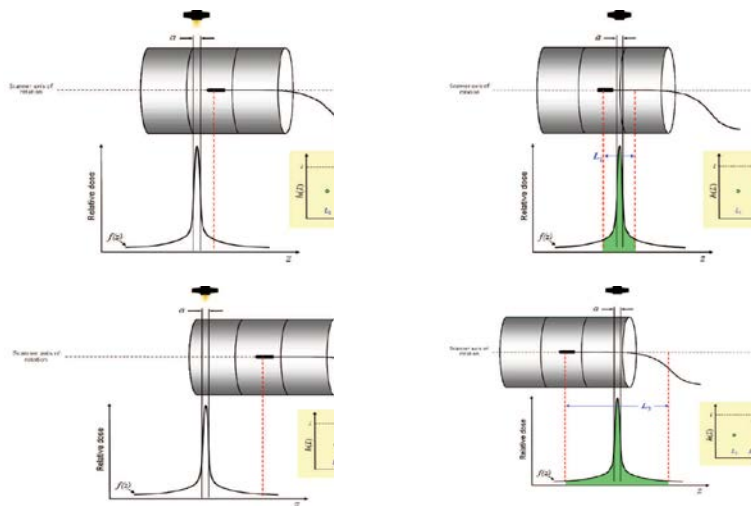 a
a
Scanner axis of
rotation
Scanner axis of
rotation
Relative dose
f(z)
h(L)
z
Relative dose
f(z)
L₁
z
h(L)
a
a
Scanner axis of
rotation
Scanner axis of
rotation
Relative dose
f(z)
z
h(L)
Relative dose
f(z)
z
h(L)